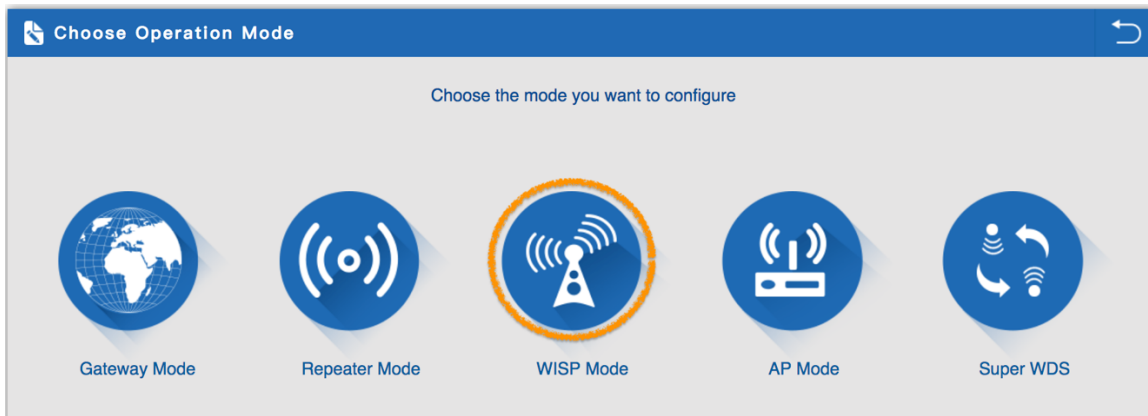 Choose Operation Mode
Choose the mode you want to configure
Gateway Mode
Repeater Mode
WISP Mode
AP Mode
Super WDS